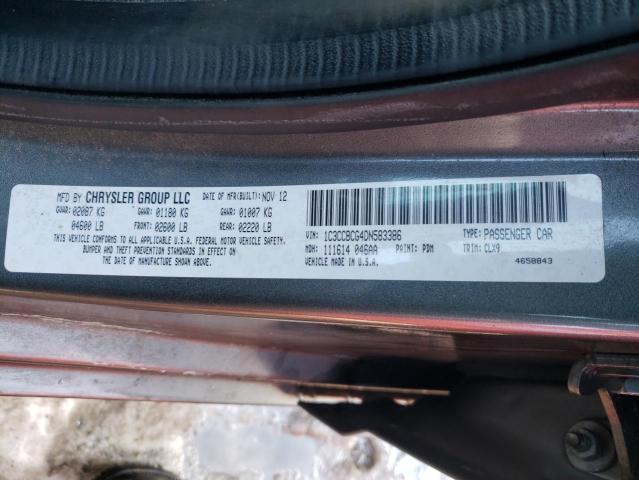 MFD BY CHRYSLER GROUP LLC DATE OF MFR(BUILT): NOV 12
GVWR: 02087 KG GAWR: 01180 KG GAWR: 01007 KG
04600 LB FRONT: 02600 LB REAR: 02220 LB
THIS VEHICLE CONFORMS TO ALL APPLICABLE U.S.A. FEDERAL MOTOR VEHICLE SAFETY,
BUMPER AND THEFT PREVENTION STANDARDS IN EFFECT ON
THE DATE OF MANUFACTURE SHOWN ABOVE.
VIN: 1C3CCBCG4DN583386 TYPE: PASSENGER CAR
MDH: 111614 046AA PAINT: PDM TRIM: CLX9
VEHICLE MADE IN U.S.A. 4658843